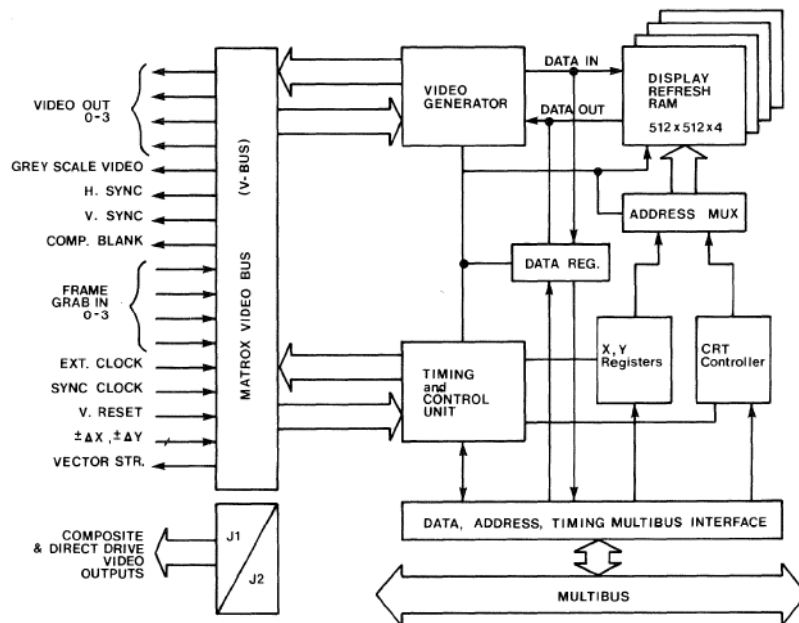 VIDEO OUT
0-3
GREY SCALE VIDEO
H. SYNC
V. SYNC
COMP. BLANK
FRAME
GRAB IN
0-3
EXT. CLOCK
SYNC CLOCK
V. RESET
±ΔX, ±ΔY
VECTOR STR.
MATROX VIDEO BUS (V-BUS)
VIDEO
GENERATOR
DATA IN
DATA OUT
DISPLAY
REFRESH
RAM
512x512x4
ADDRESS MUX
DATA REG.
TIMING
and
CONTROL
UNIT
X,Y
Registers
CRT
Controller
DATA, ADDRESS, TIMING MULTIBUS INTERFACE
MULTIBUS
COMPOSITE
& DIRECT DRIVE
VIDEO
OUTPUTS
J1
J2